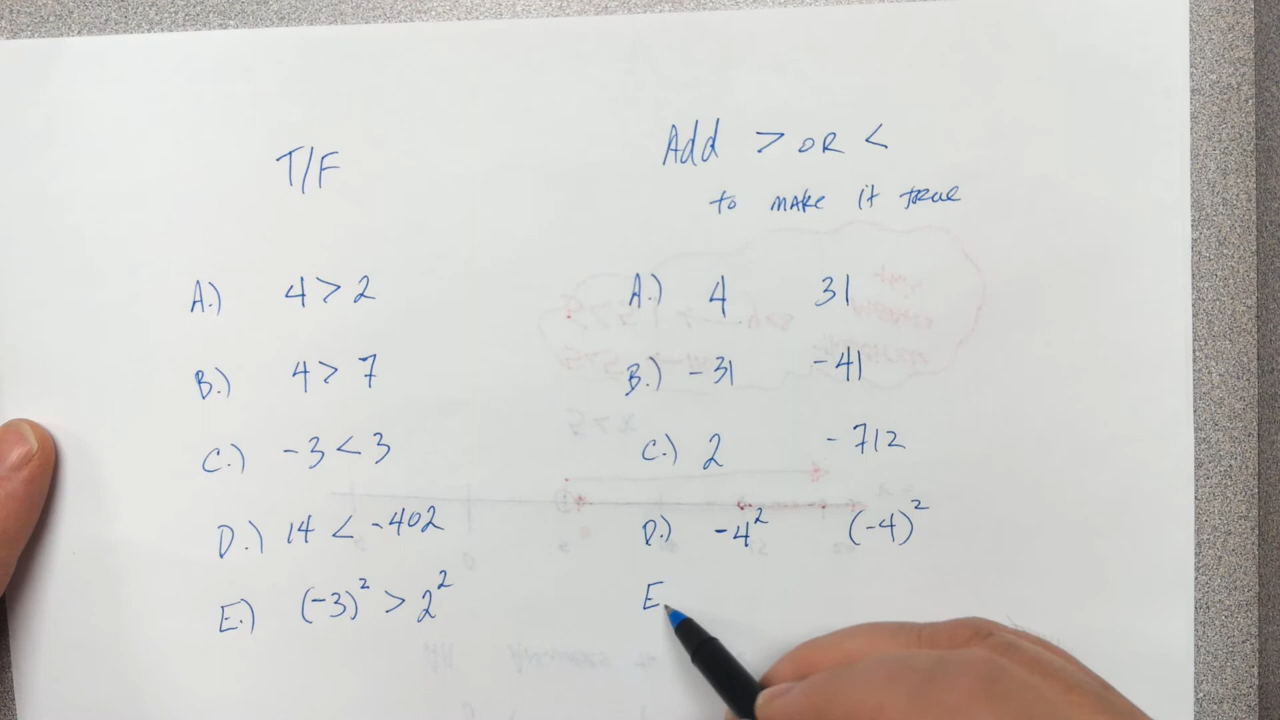 T/F
A.) 4 > 2
B.) 4 > 7
C.) -3 < 3
D.) 14 < -402
E.) (-3)² > 2²
Add > OR <
to make it true
A.) 4 31
B.) -31 -41
C.) 2 -712
D.) -4² (-4)²
E